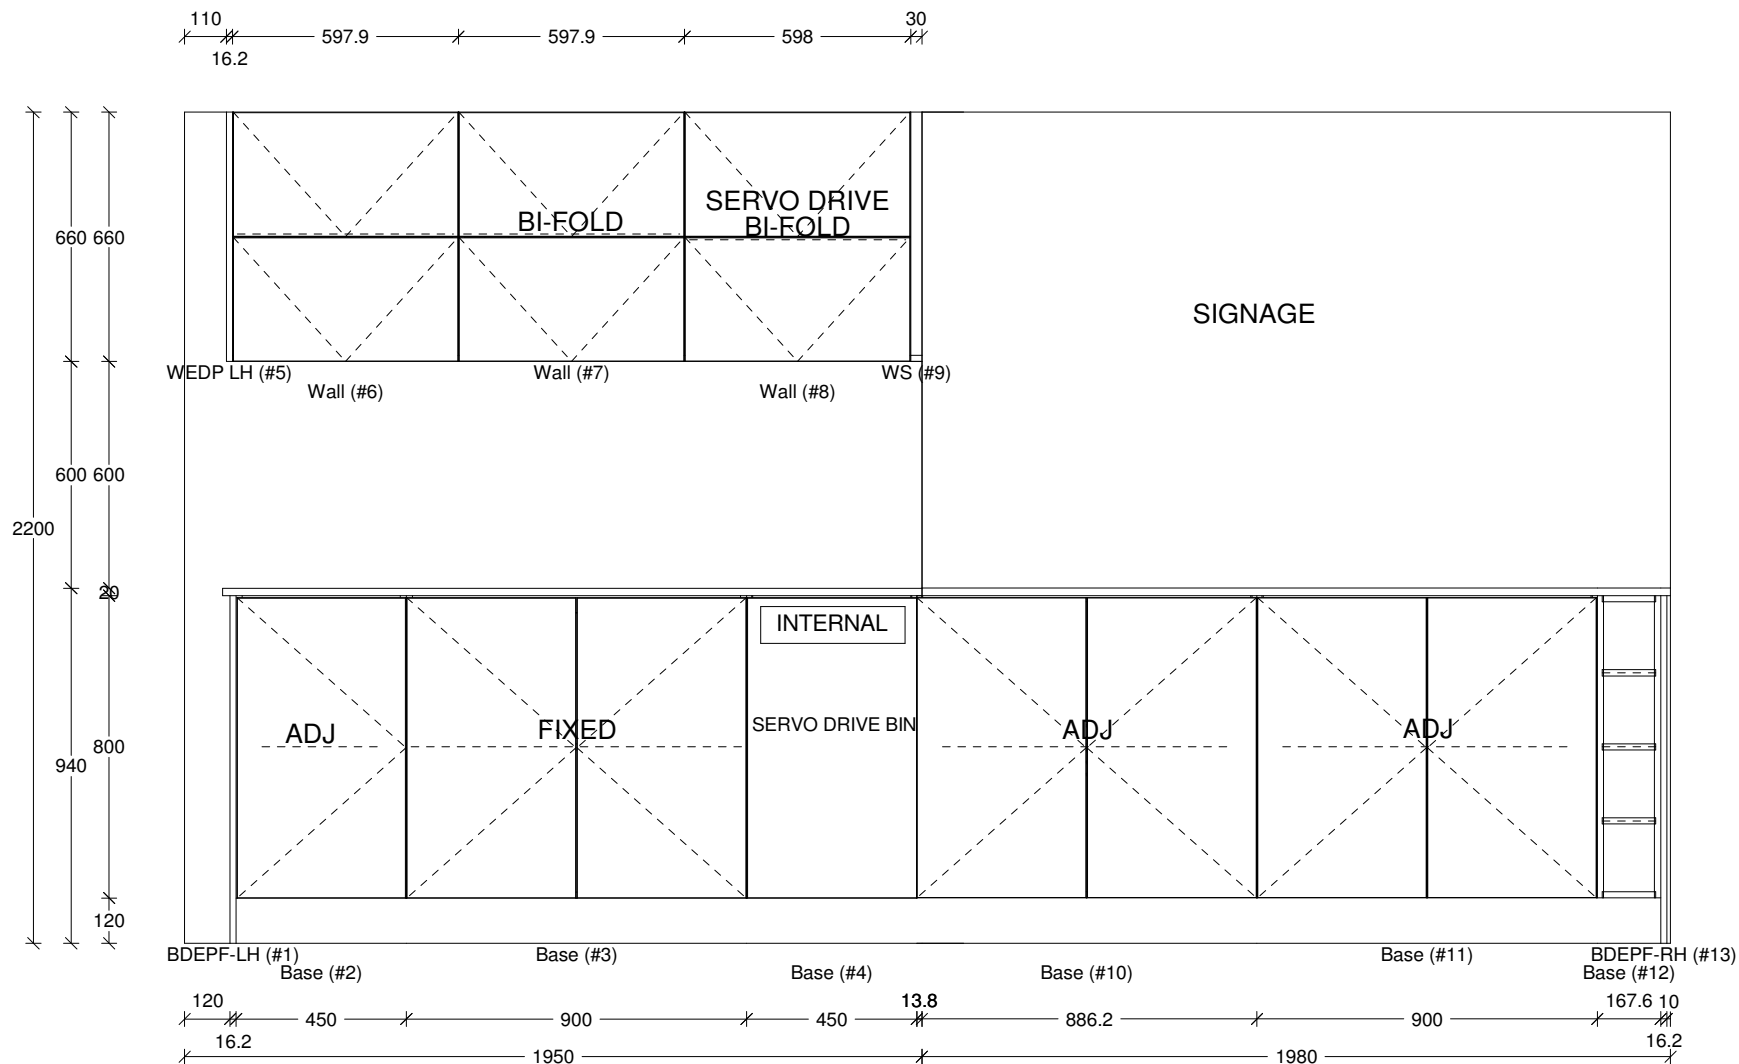 110
30
597.9
597.9
598
16.2
BI-FOLD
SERVO DRIVE
BI-FOLD
SIGNAGE
660
660
WEDP LH (#5)
Wall (#7)
WS (#9)
Wall (#6)
Wall (#8)
600
600
2200
20
INTERNAL
ADJ
FIXED
SERVO DRIVE BIN
ADJ
ADJ
800
940
120
BDEPF-LH (#1)
Base (#3)
Base (#11)
BDEPF-RH (#13)
Base (#2)
Base (#4)
Base (#10)
Base (#12)
120
13.8
167.6
10
450
900
450
886.2
900
16.2
16.2
1950
1980